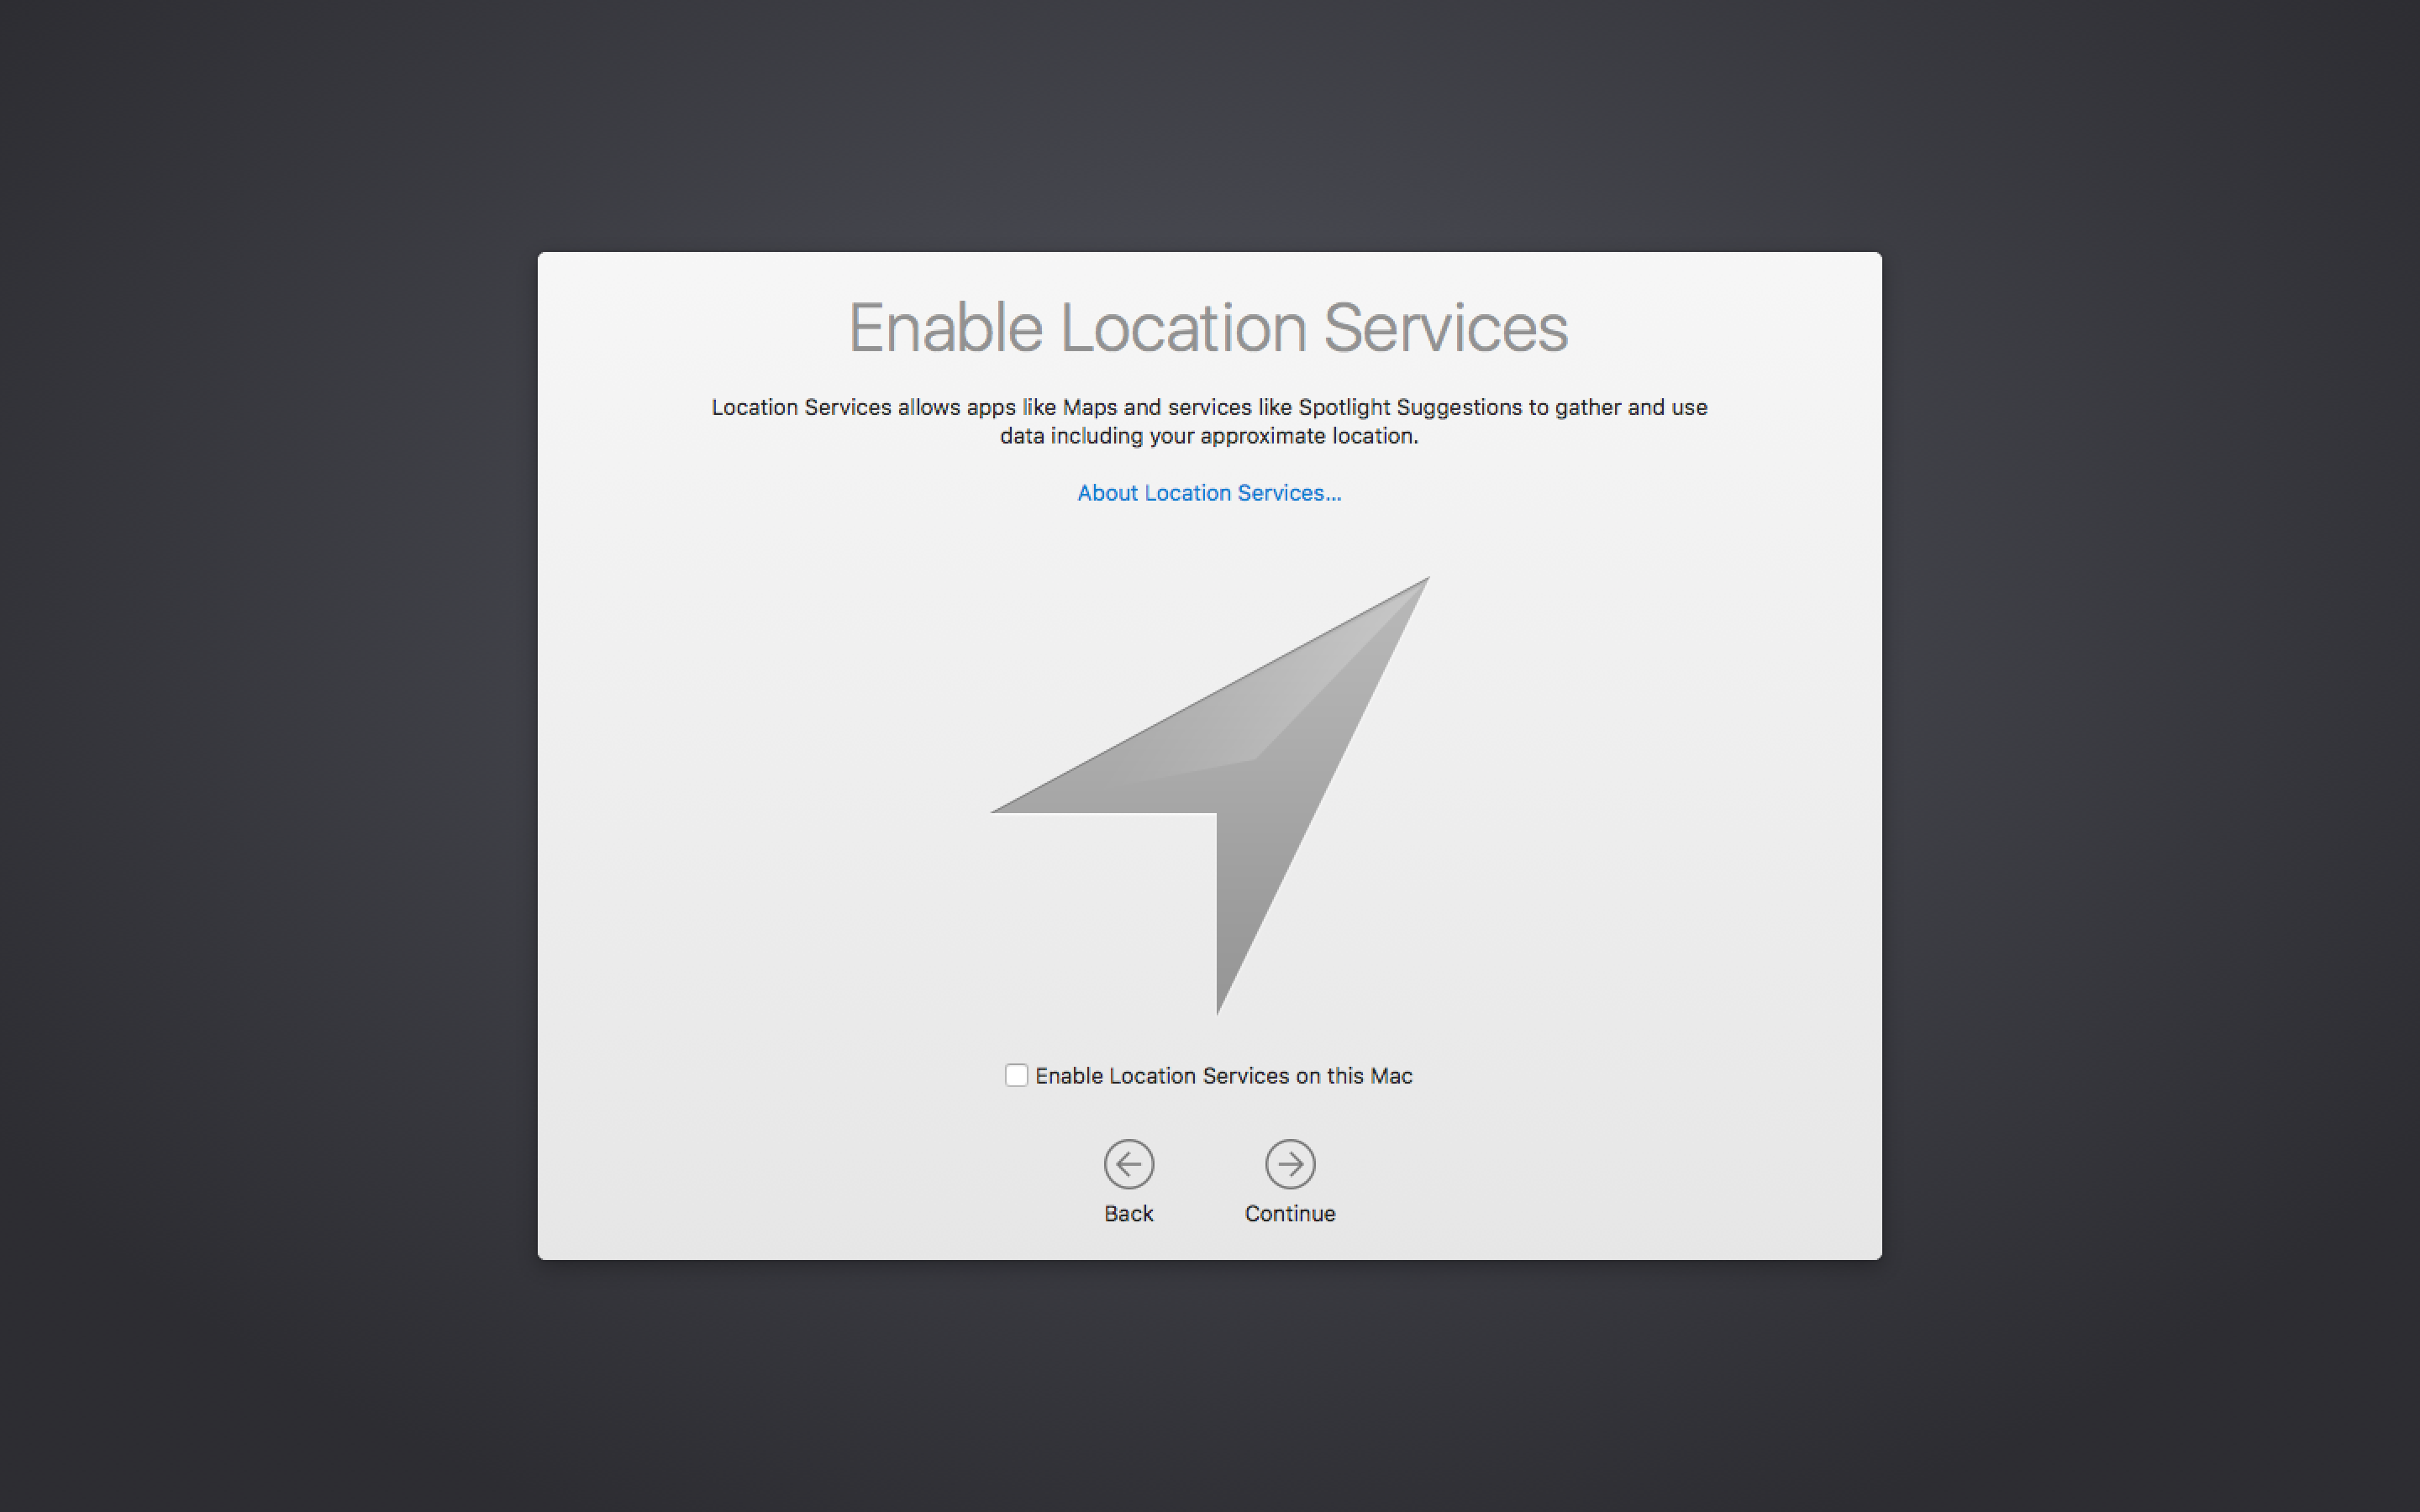 Enable Location Services
Location Services allows apps like Maps and services like Spotlight Suggestions to gather and use
data including your approximate location.
About Location Services...
Enable Location Services on this Mac
Back
Continue